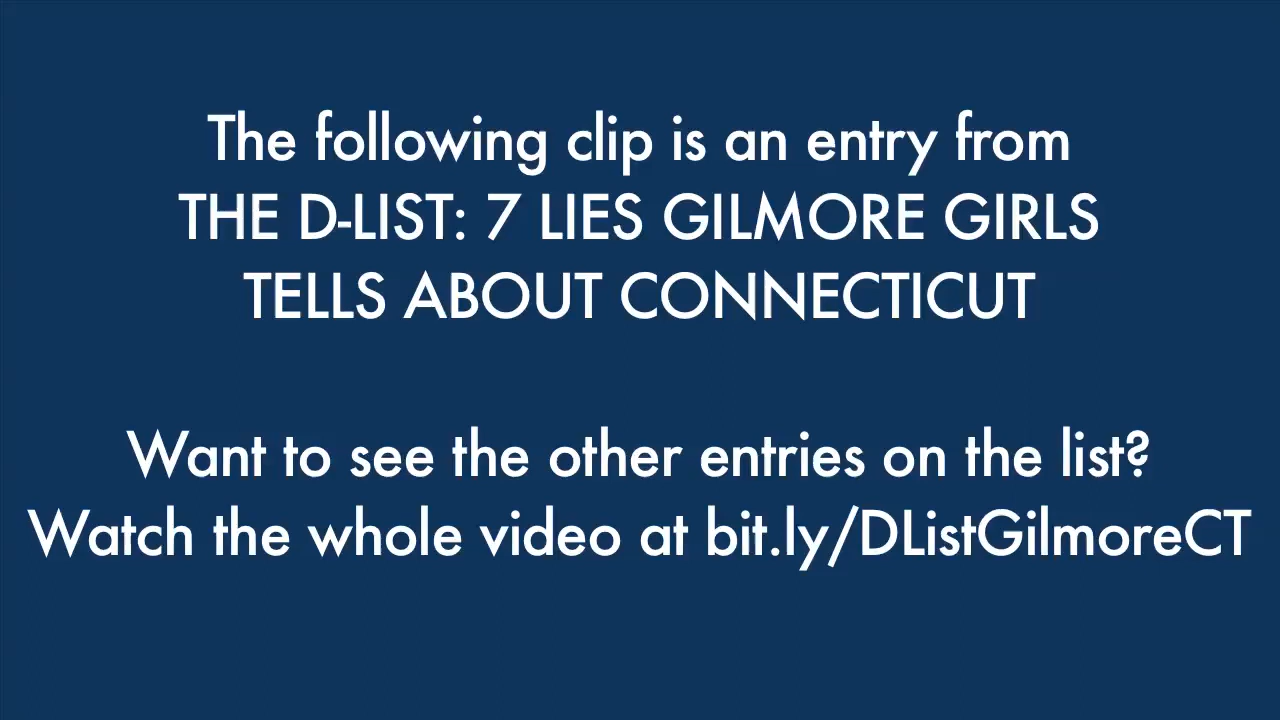 The following clip is an entry from
THE D-LIST: 7 LIES GILMORE GIRLS
TELLS ABOUT CONNECTICUT
Want to see the other entries on the list?
Watch the whole video at bit.ly/DListGilmoreCT